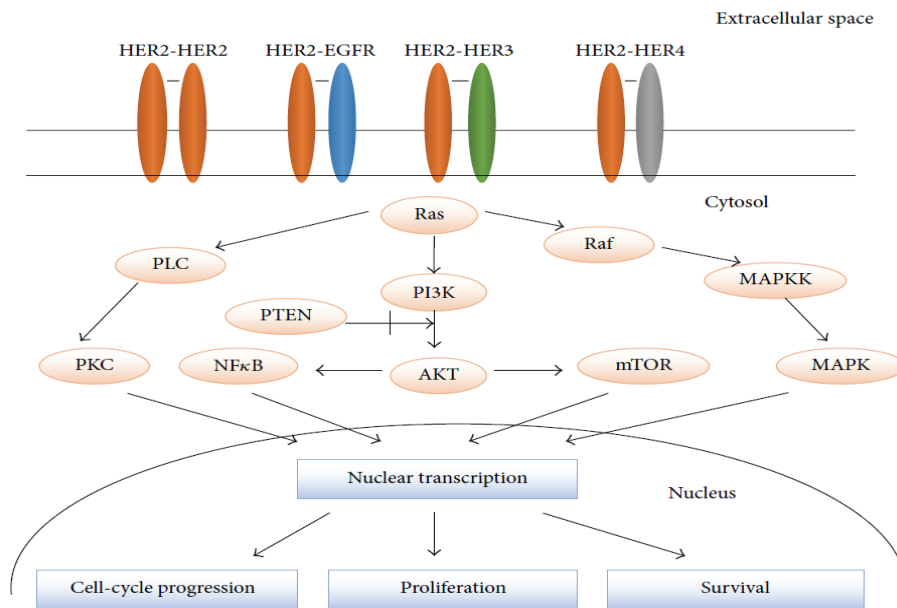 Extracellular space
HER2-HER2
HER2-EGFR
HER2-HER3
HER2-HER4
Cytosol
Ras
Raf
PLC
MAPKK
PI3K
PTEN
PKC
NFκB
AKT
mTOR
MAPK
Nuclear transcription
Nucleus
Cell-cycle progression
Proliferation
Survival